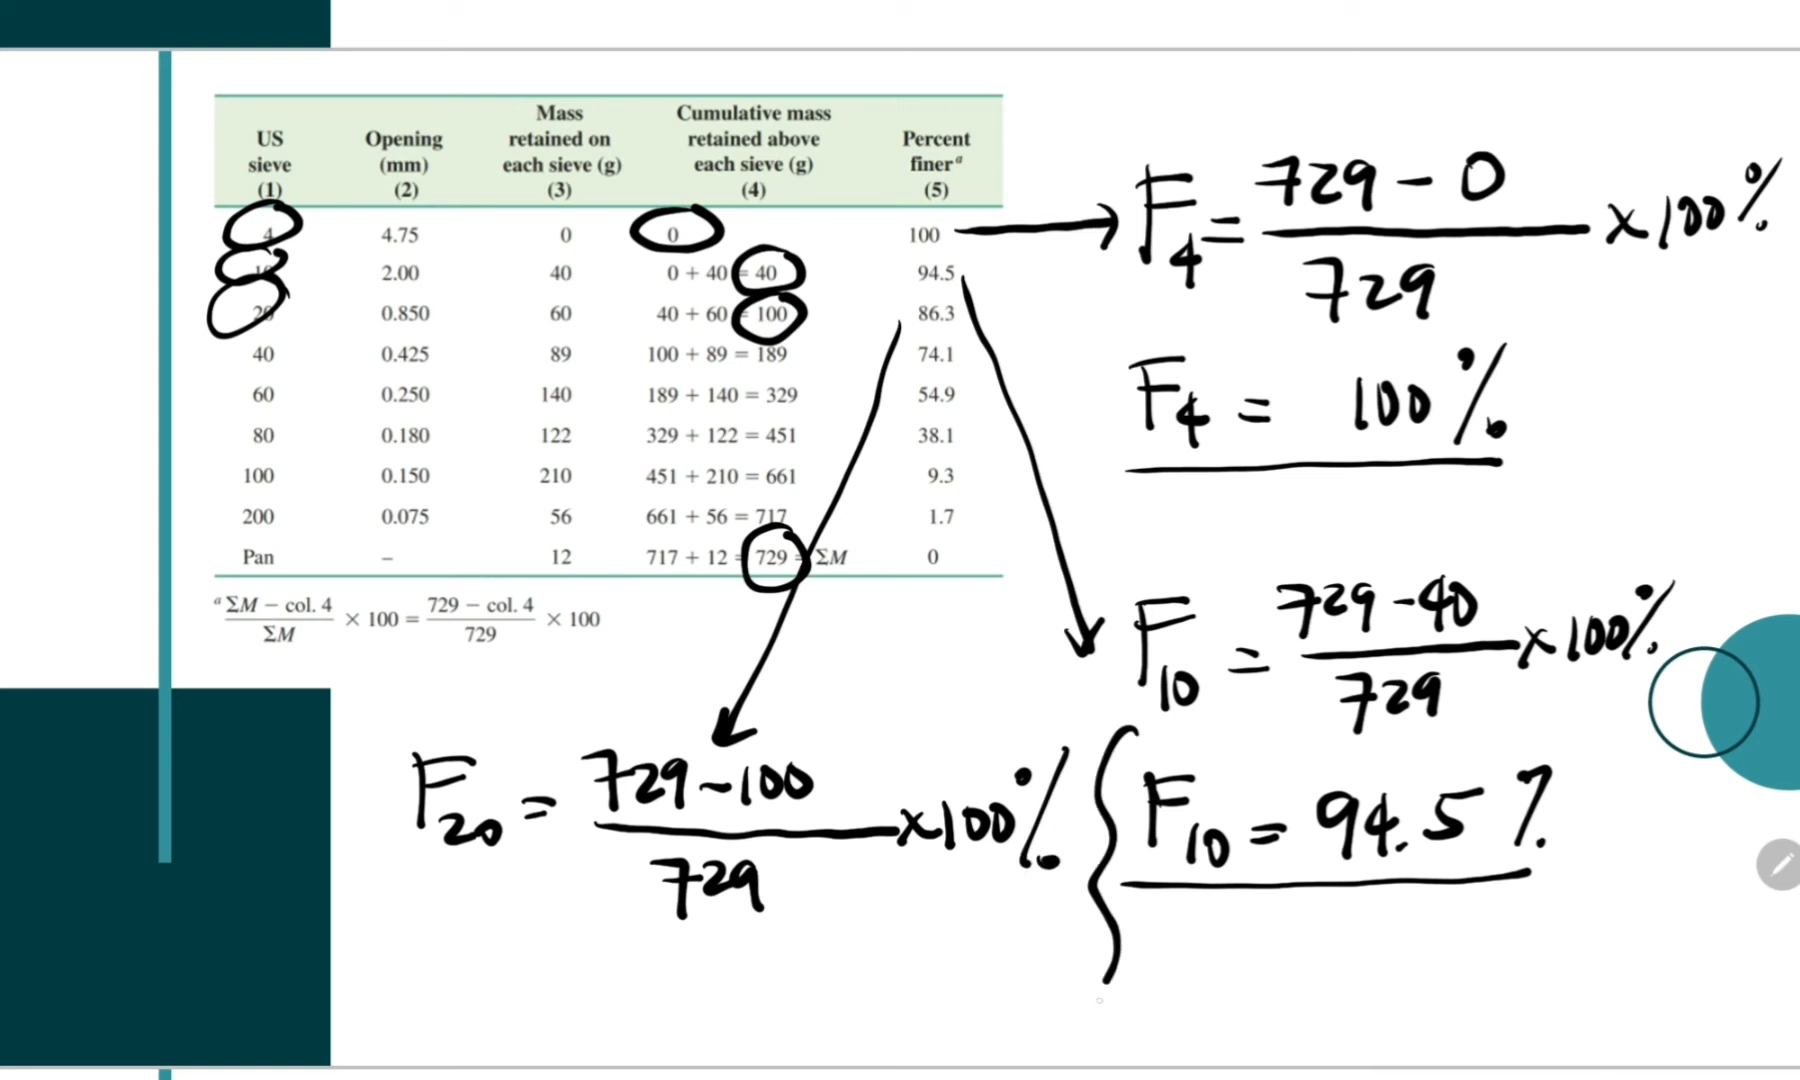 US sieve (1) Opening (mm) (2) Mass retained on each sieve (g) (3) Cumulative mass retained above each sieve (g) (4) Percent finer a (5)
4 4.75 0 0 100
10 2.00 40 0 + 40 = 40 94.5
20 0.850 60 40 + 60 = 100 86.3
40 0.425 89 100 + 89 = 189 74.1
60 0.250 140 189 + 140 = 329 54.9
80 0.180 122 329 + 122 = 451 38.1
100 0.150 210 451 + 210 = 661 9.3
200 0.075 56 661 + 56 = 717 1.7
Pan – 12 717 + 12 = 729 = ΣM 0
a (ΣM − col. 4) / ΣM × 100 = (729 − col. 4) / 729 × 100
F4 = (729 - 0) / 729 × 100 %
F4 = 100 %
F10 = (729 - 40) / 729 × 100 %
F10 = 94.5 %
F20 = (729 - 100) / 729 × 100 %